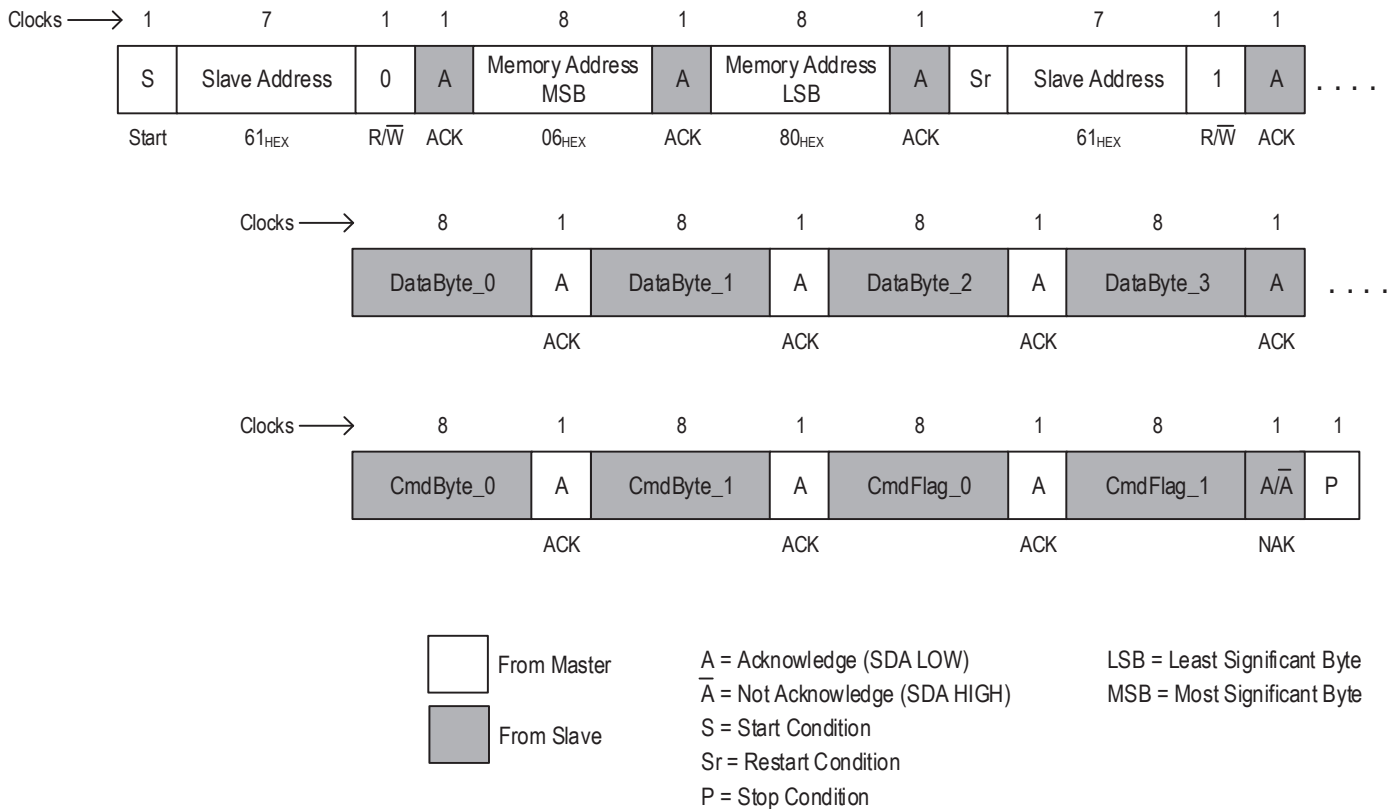 Clocks → 1 7 1 1 8 1 8 1 7 1 1
S Slave Address 0 A Memory Address MSB A Memory Address LSB A Sr Slave Address 1 A . . . .
Start 61HEX R/W̅ ACK 06HEX ACK 80HEX ACK 61HEX R/W̅ ACK
Clocks → 8 1 8 1 8 1 8 1
DataByte_0 A DataByte_1 A DataByte_2 A DataByte_3 A . . . .
ACK ACK ACK ACK
Clocks → 8 1 8 1 8 1 8 1 1
CmdByte_0 A CmdByte_1 A CmdFlag_0 A CmdFlag_1 A/A̅ P
ACK ACK ACK NAK
From Master
From Slave
A = Acknowledge (SDA LOW)
A̅ = Not Acknowledge (SDA HIGH)
S = Start Condition
Sr = Restart Condition
P = Stop Condition
LSB = Least Significant Byte
MSB = Most Significant Byte